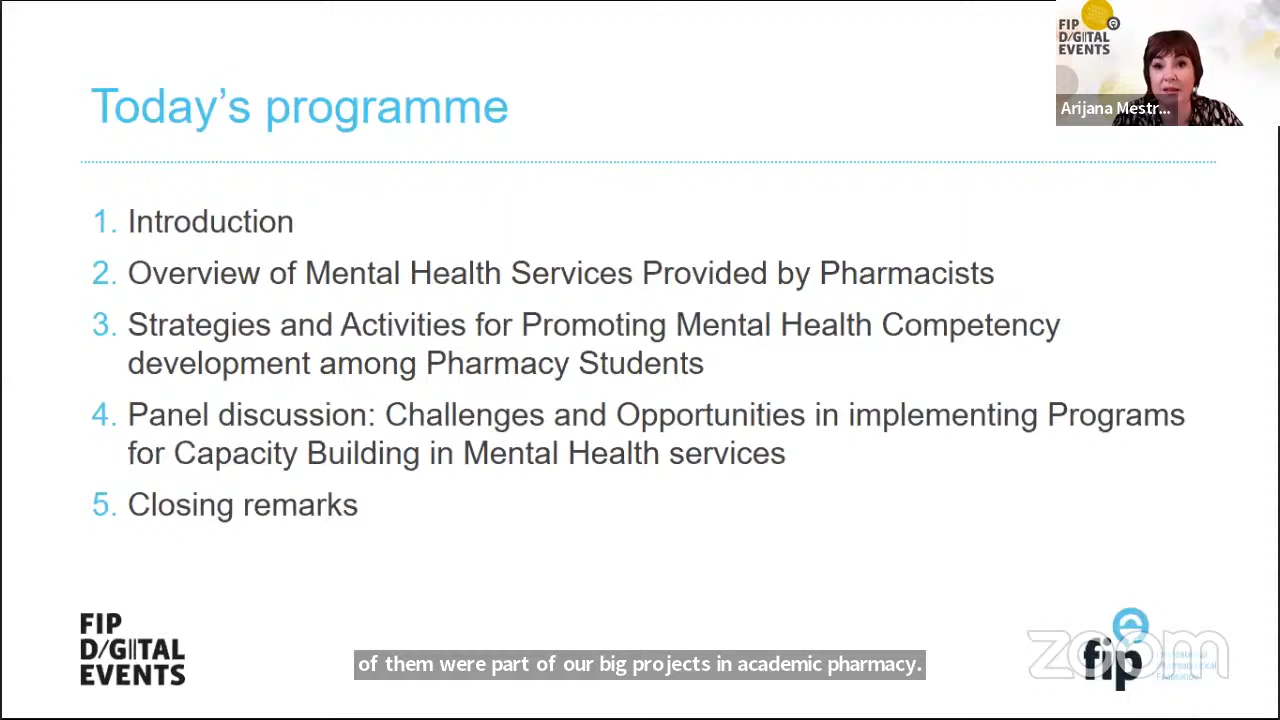 FIP
D/GITAL
EVENTS
Arijana Mestr...
Today's programme
1. Introduction
2. Overview of Mental Health Services Provided by Pharmacists
3. Strategies and Activities for Promoting Mental Health Competency
development among Pharmacy Students
4. Panel discussion: Challenges and Opportunities in implementing Programs
for Capacity Building in Mental Health services
5. Closing remarks
FIP
D/GITAL
EVENTS
of them were part of our big projects in academic pharmacy.
zoom
fip